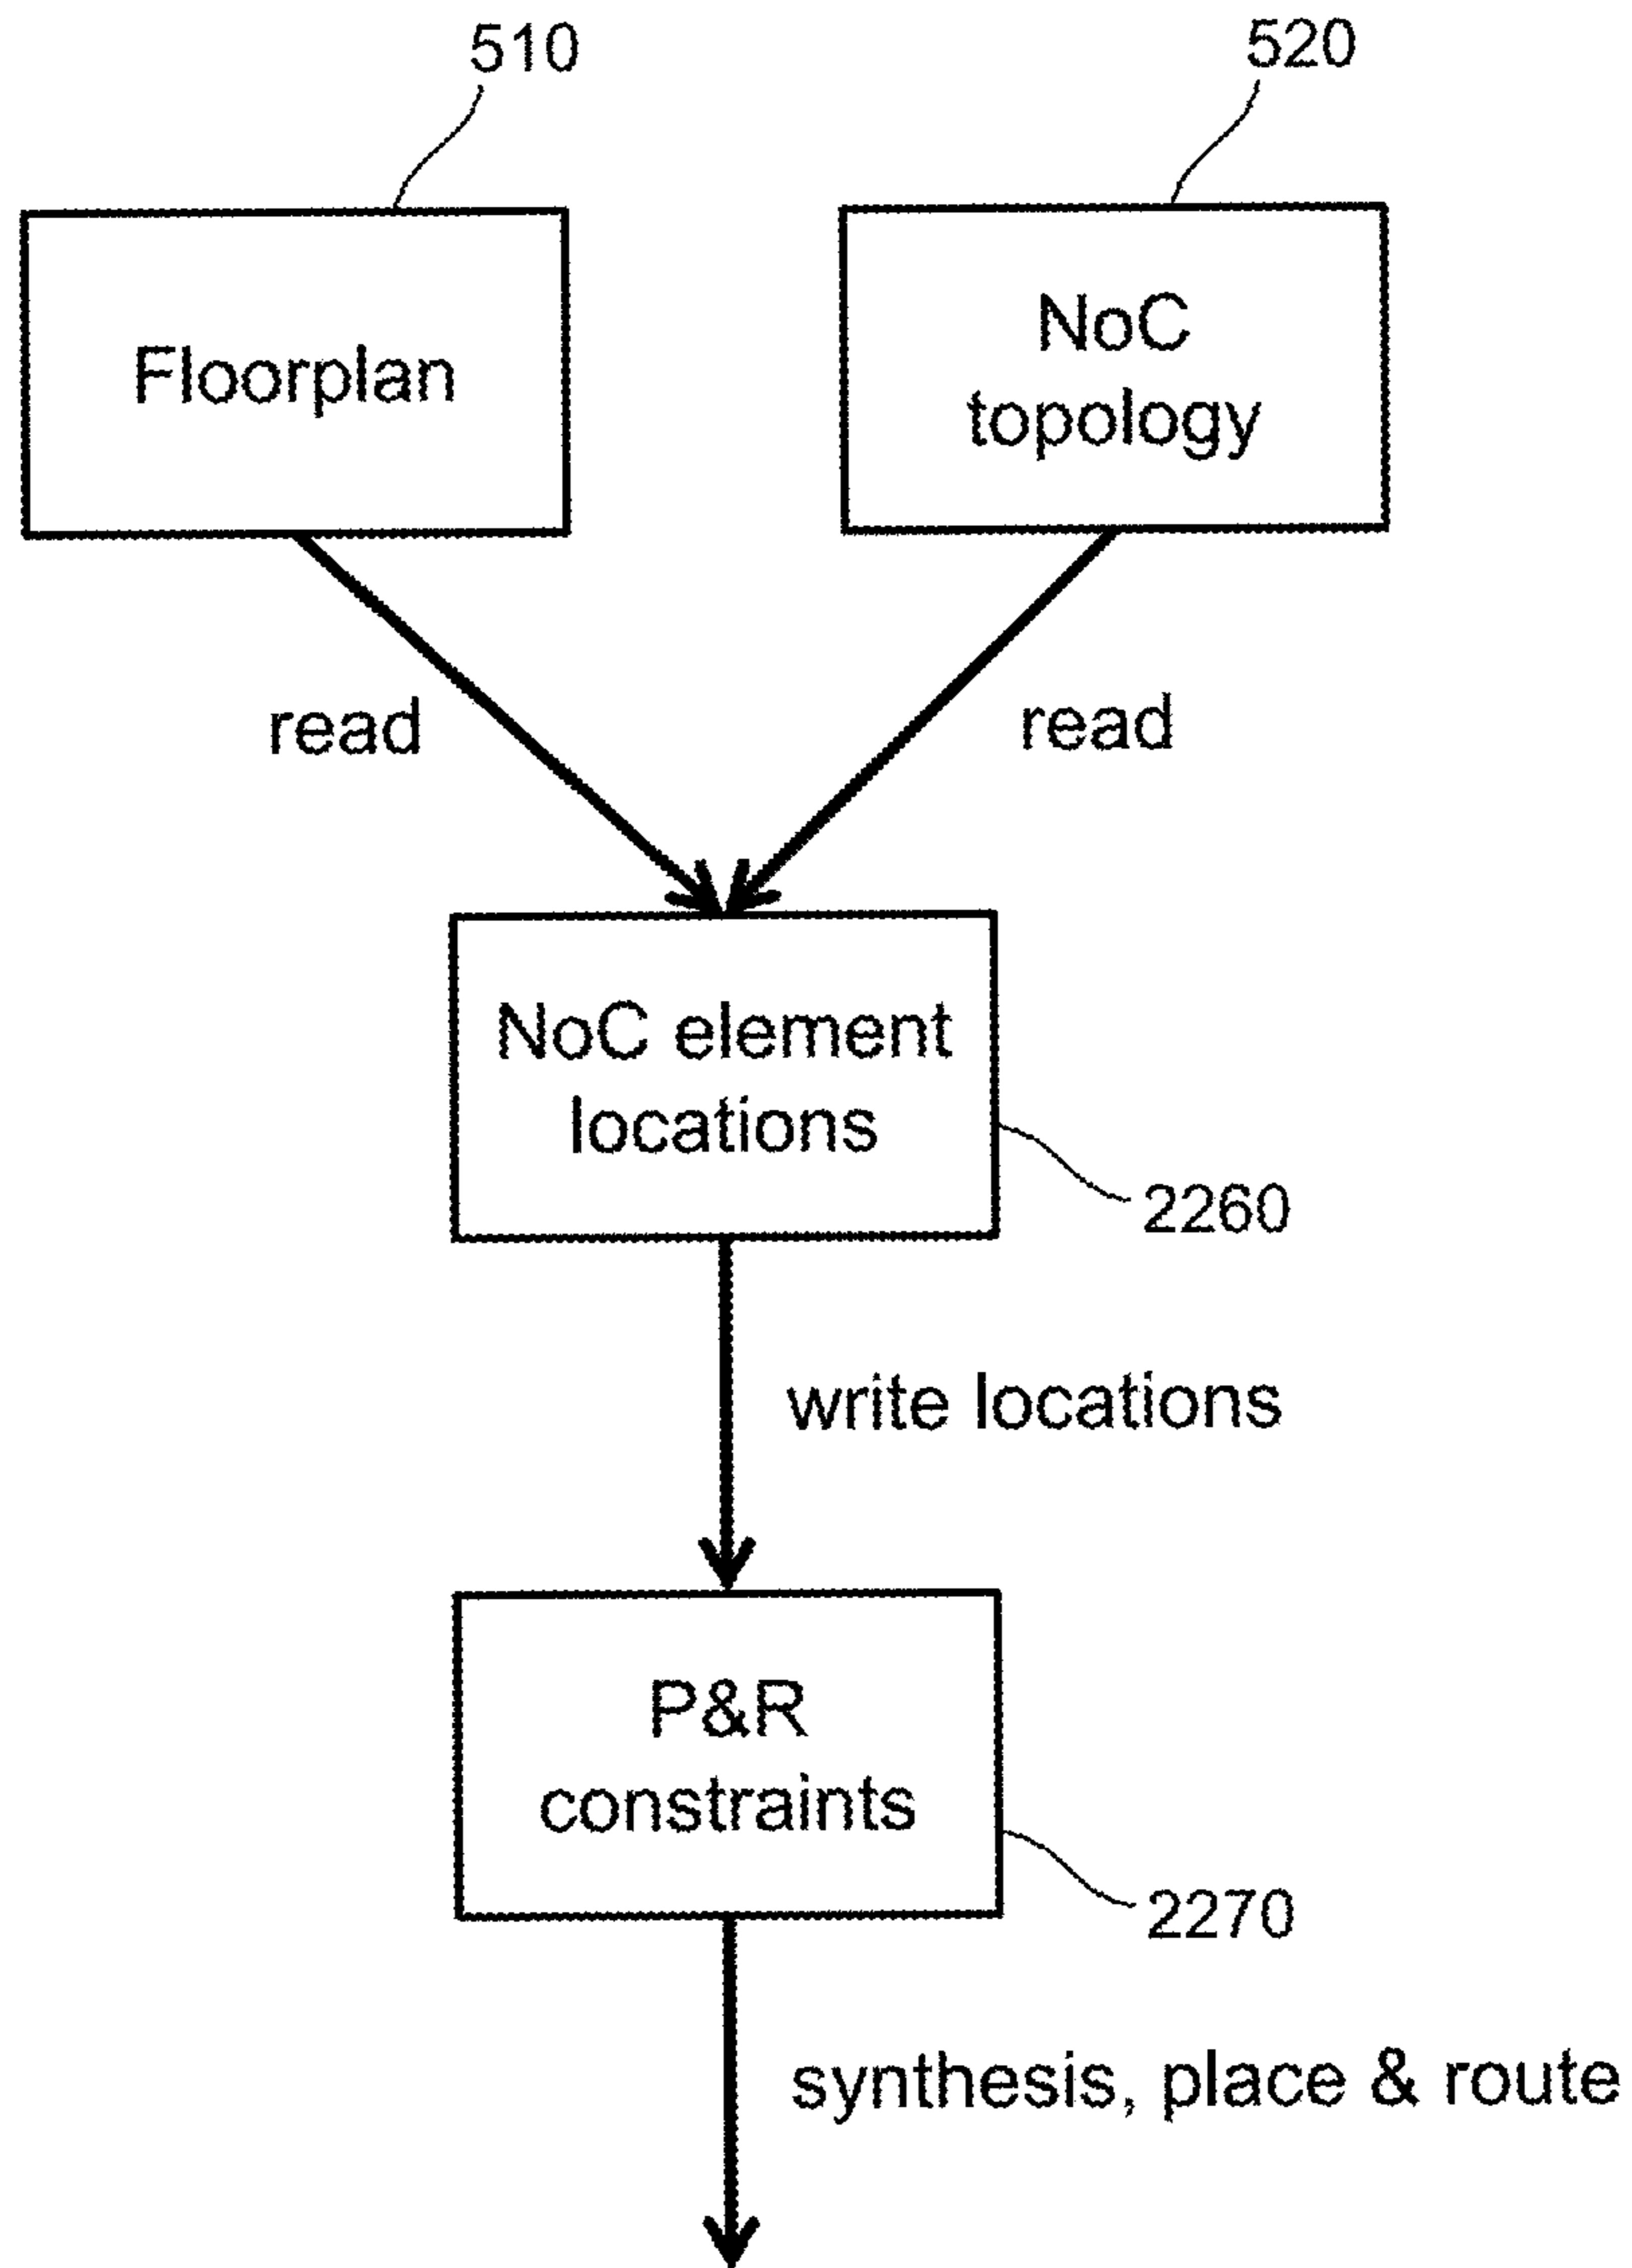 510
520
Floorplan
NoC
topology
read
read
NoC element
locations
2260
write locations
P&R
constraints
2270
synthesis, place & route